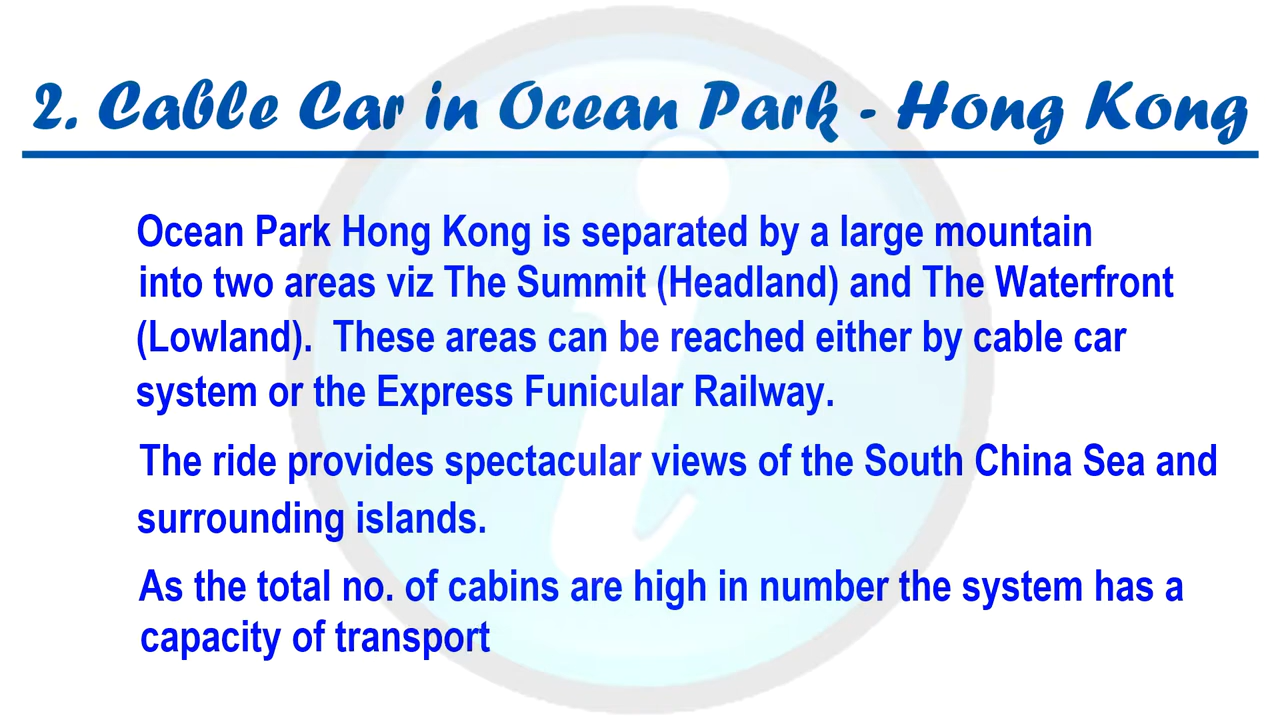 2. Cable Car in Ocean Park - Hong Kong
Ocean Park Hong Kong is separated by a large mountain
into two areas viz The Summit (Headland) and The Waterfront
(Lowland).  These areas can be reached either by cable car
system or the Express Funicular Railway.
The ride provides spectacular views of the South China Sea and
surrounding islands.
As the total no. of cabins are high in number the system has a
capacity of transport